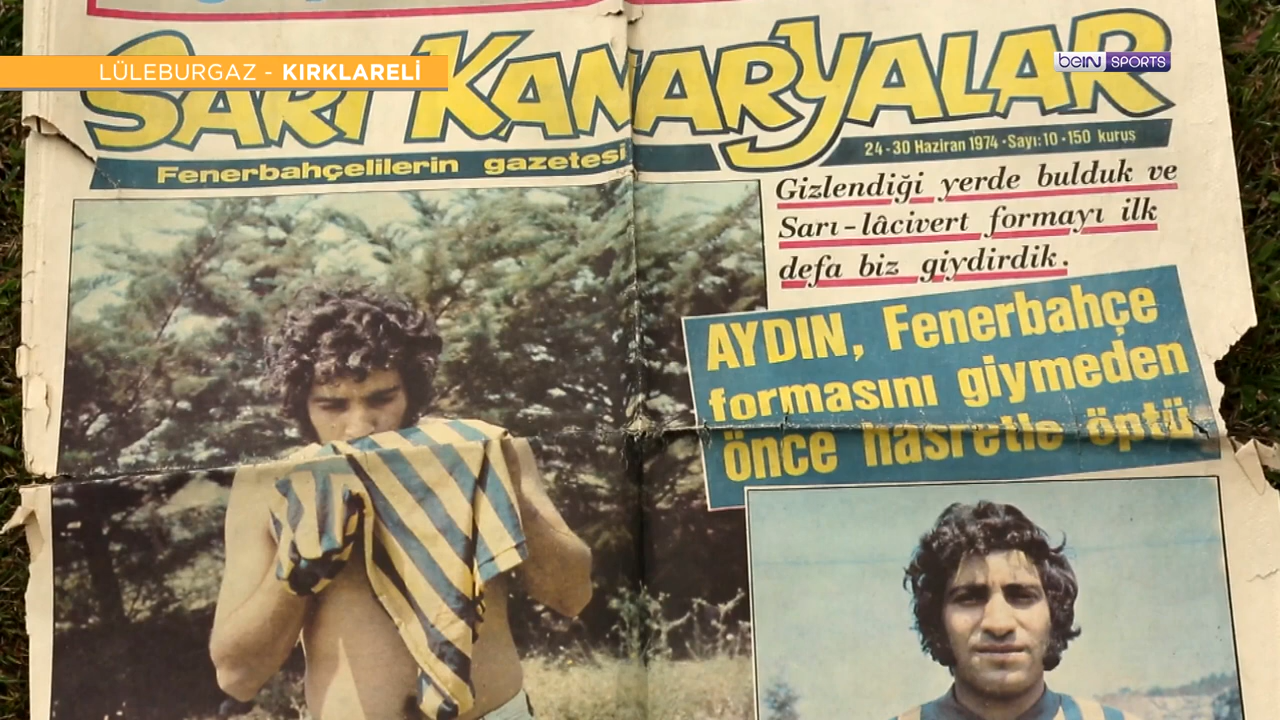 LÜLEBURGAZ - KIRKLARELİ
beIN SPORTS
SARI KANARYALAR
Fenerbahçelilerin gazetesi
24-30 Haziran 1974 • Sayı: 10 - 150 kuruş
Gizlendiği yerde bulduk ve
Sarı-lâcivert formayı ilk
defa biz giydirdik.
AYDIN, Fenerbahçe
formasını giymeden
önce hasretle öptü